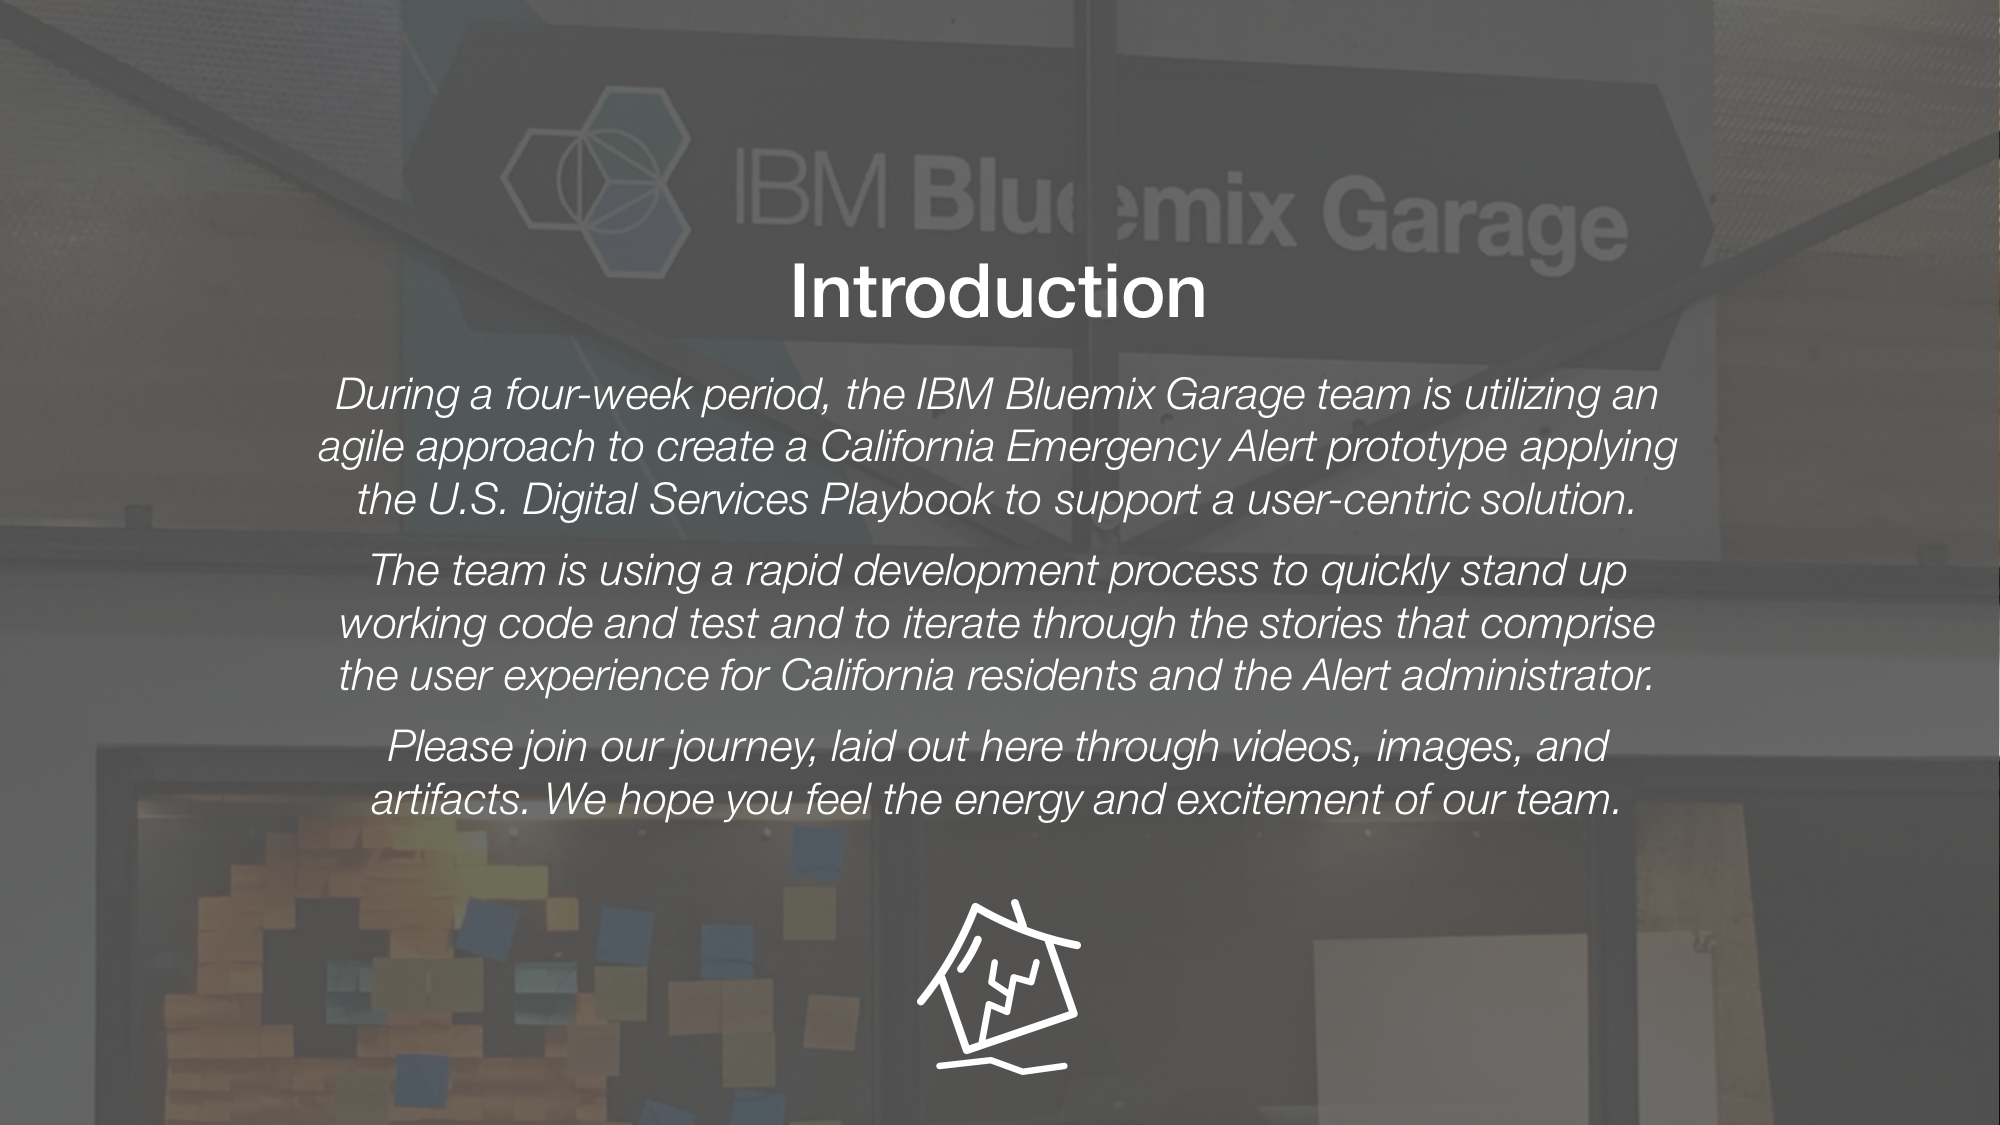 IBM Bluemix Garage
Introduction
During a four-week period, the IBM Bluemix Garage team is utilizing an
agile approach to create a California Emergency Alert prototype applying
the U.S. Digital Services Playbook to support a user-centric solution.
The team is using a rapid development process to quickly stand up
working code and test and to iterate through the stories that comprise
the user experience for California residents and the Alert administrator.
Please join our journey, laid out here through videos, images, and
artifacts. We hope you feel the energy and excitement of our team.